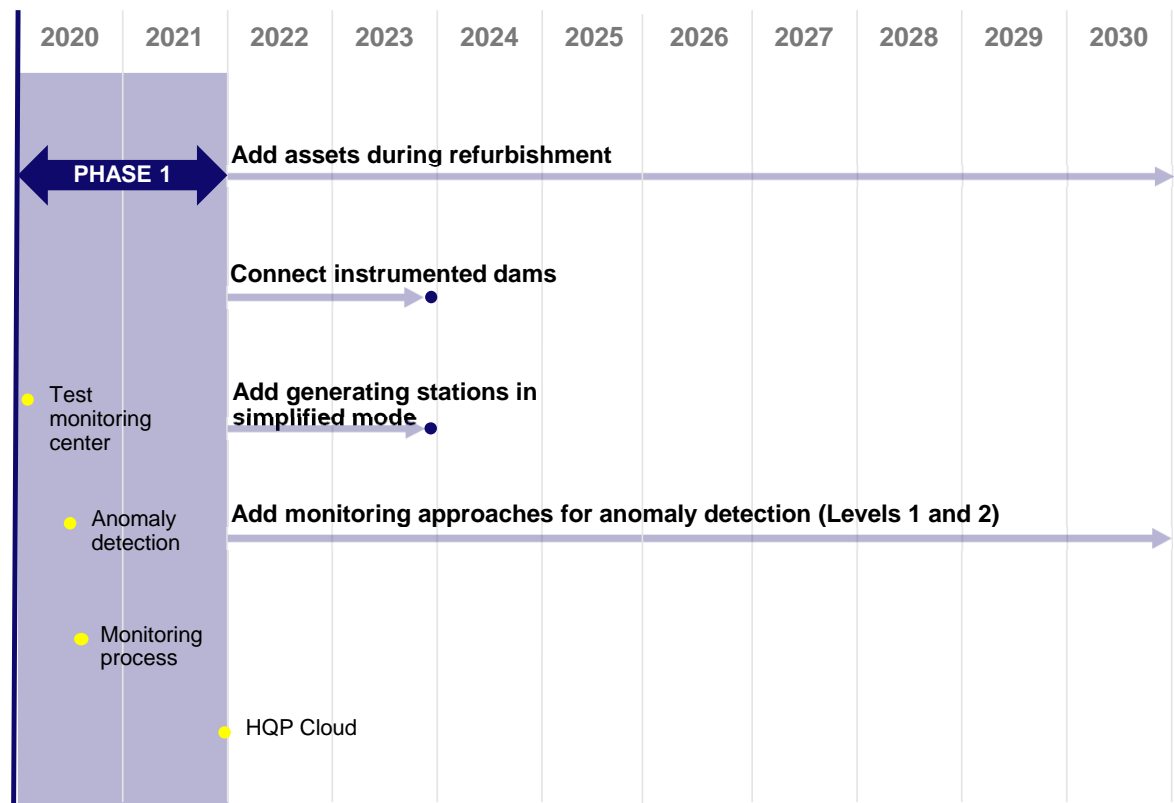 2020 2021 2022 2023 2024 2025 2026 2027 2028 2029 2030
Add assets during refurbishment
PHASE 1
Connect instrumented dams
Test
monitoring
center
Add generating stations in
simplified mode
Anomaly
detection
Add monitoring approaches for anomaly detection (Levels 1 and 2)
Monitoring
process
HQP Cloud